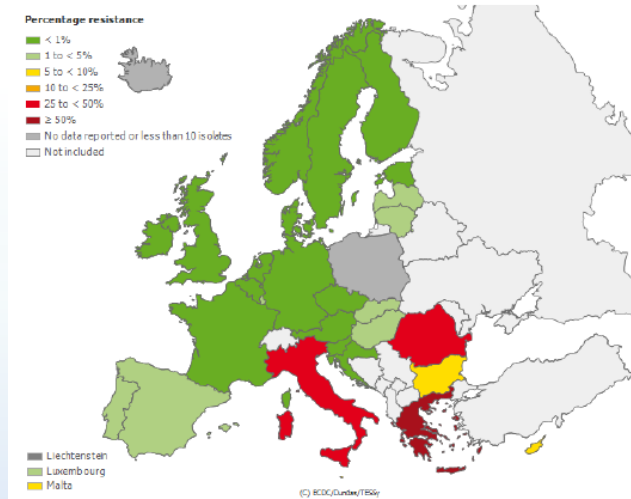 Percentage resistance
< 1%
1 to < 5%
5 to < 10%
10 to < 25%
25 to < 50%
≥ 50%
No data reported or less than 10 isolates
Not included
Liechtenstein
Luxembourg
Malta
(C) ECDC/Dundas/TESSy